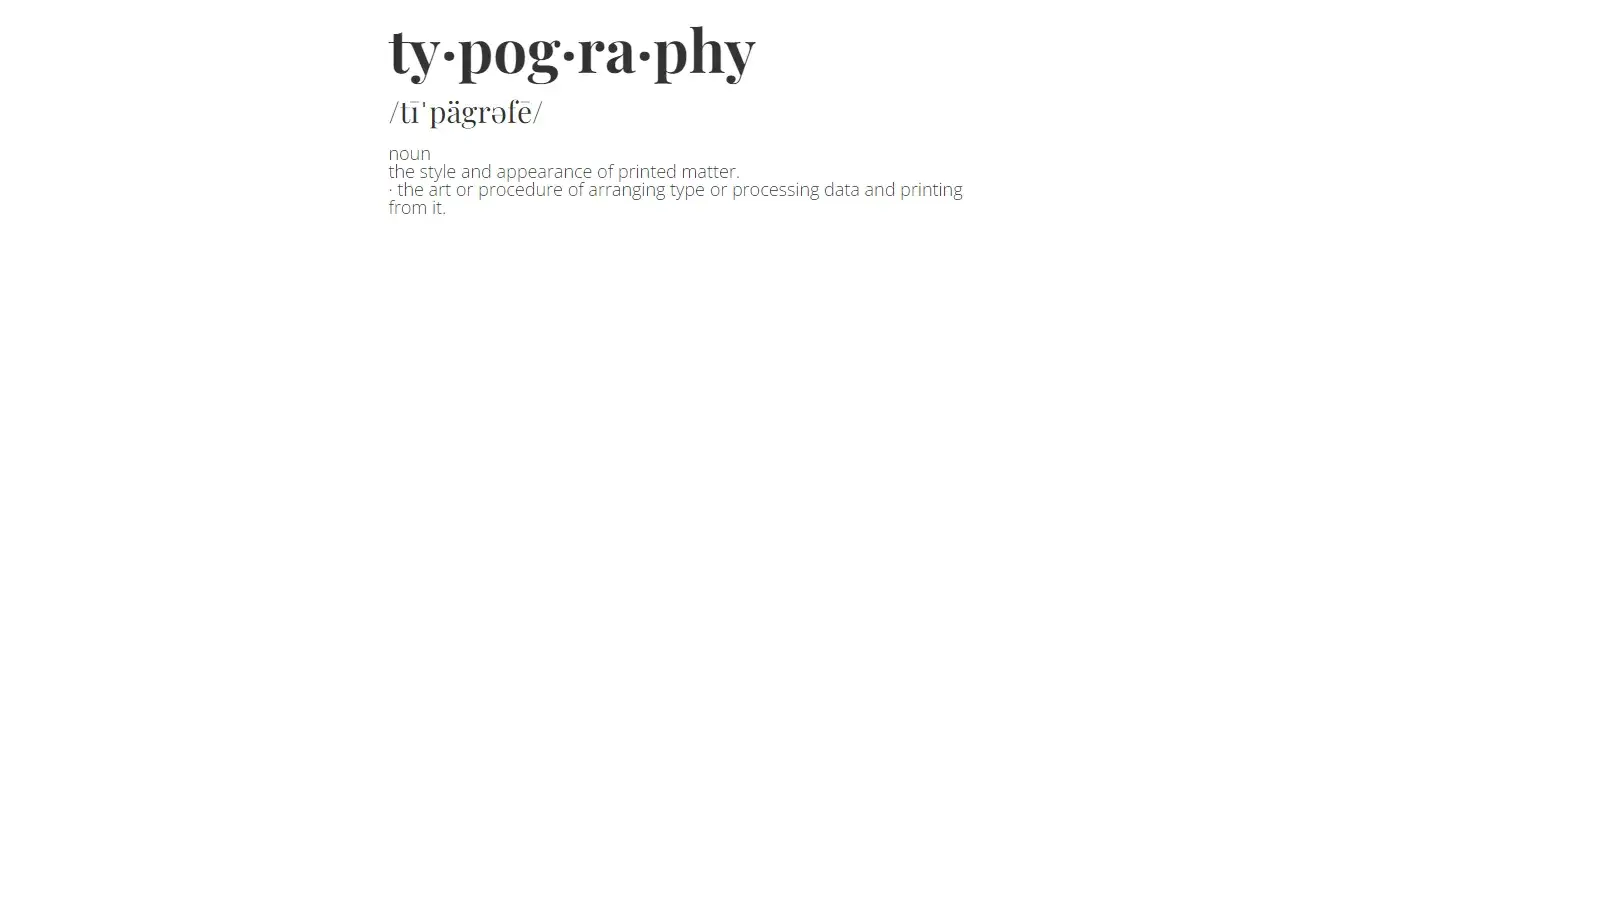 ty·pog·ra·phy
/tīˈpägrəfē/
noun
the style and appearance of printed matter.
· the art or procedure of arranging type or processing data and printing
from it.